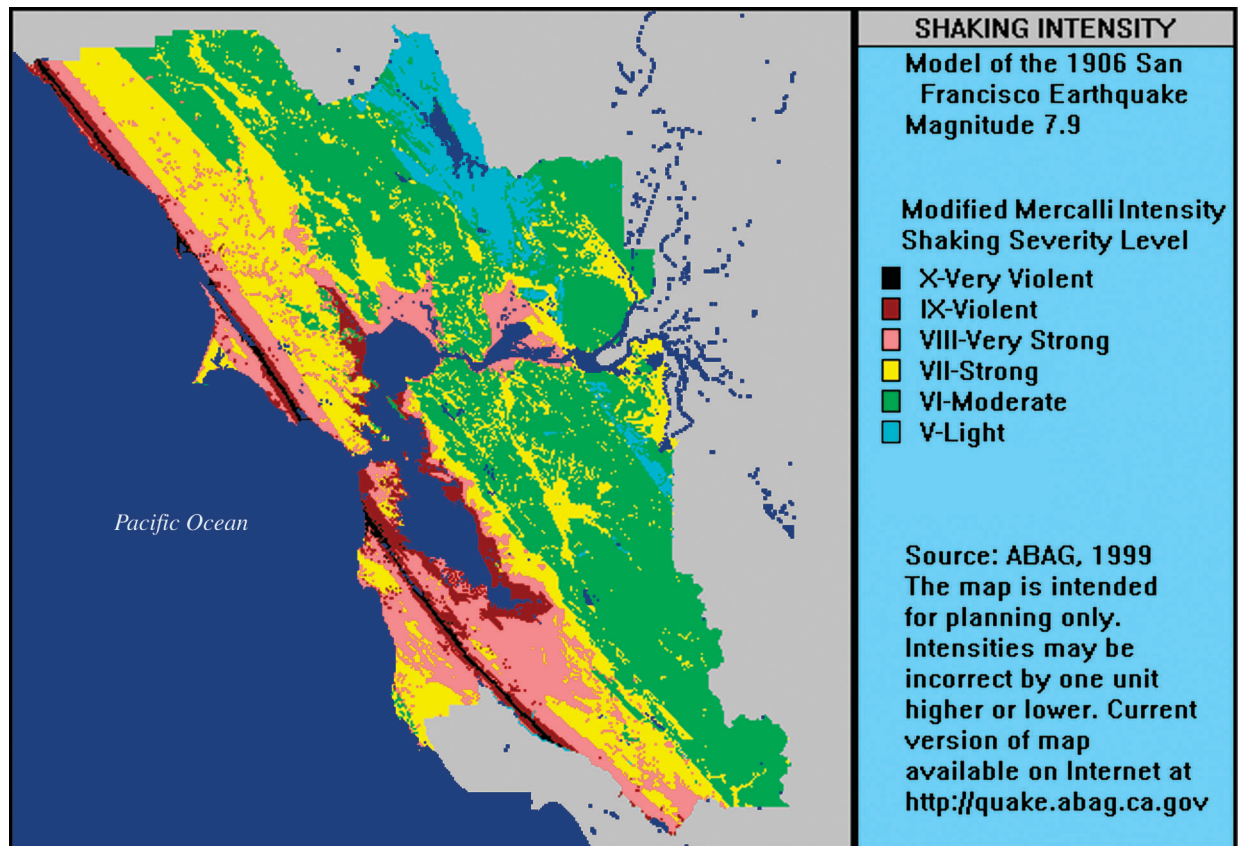 SHAKING INTENSITY
Model of the 1906 San
Francisco Earthquake
Magnitude 7.9
Modified Mercalli Intensity
Shaking Severity Level
X-Very Violent
IX-Violent
VIII-Very Strong
VII-Strong
VI-Moderate
V-Light
Pacific Ocean
Source: ABAG, 1999
The map is intended
for planning only.
Intensities may be
incorrect by one unit
higher or lower. Current
version of map
available on Internet at
http://quake.abag.ca.gov